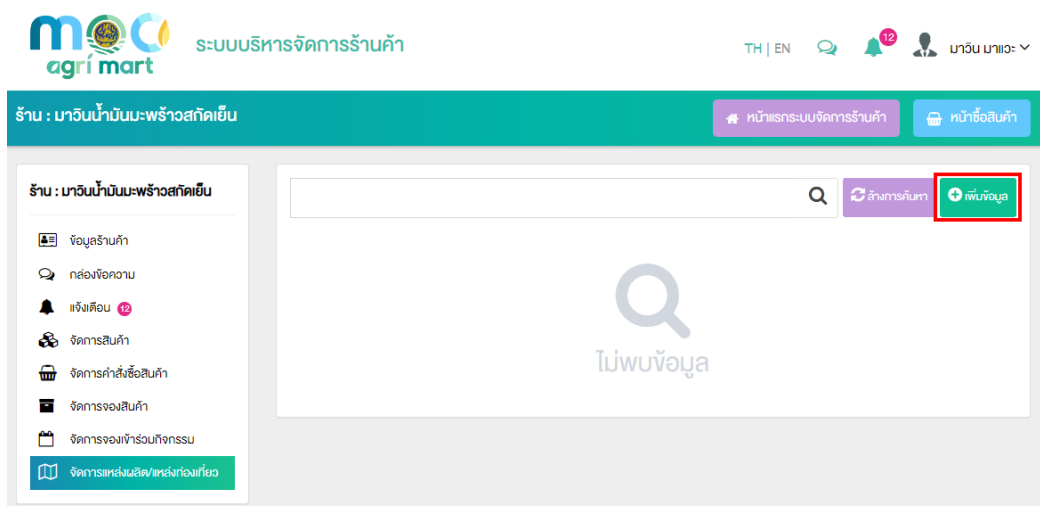 moc
agri mart
ระบบบริหารจัดการร้านค้า
TH | EN
12
มาวิน มาแวะ
ร้าน : มาวินน้ำมันมะพร้าวสกัดเย็น
หน้าแรกระบบจัดการร้านค้า
หน้าซื้อสินค้า
ร้าน : มาวินน้ำมันมะพร้าวสกัดเย็น
ข้อมูลร้านค้า
กล่องข้อความ
แจ้งเตือน 12
จัดการสินค้า
จัดการคำสั่งซื้อสินค้า
จัดการจองสินค้า
จัดการจองเข้าร่วมกิจกรรม
จัดการแหล่งผลิต/แหล่งท่องเที่ยว
ล้างการค้นหา
เพิ่มข้อมูล
ไม่พบข้อมูล